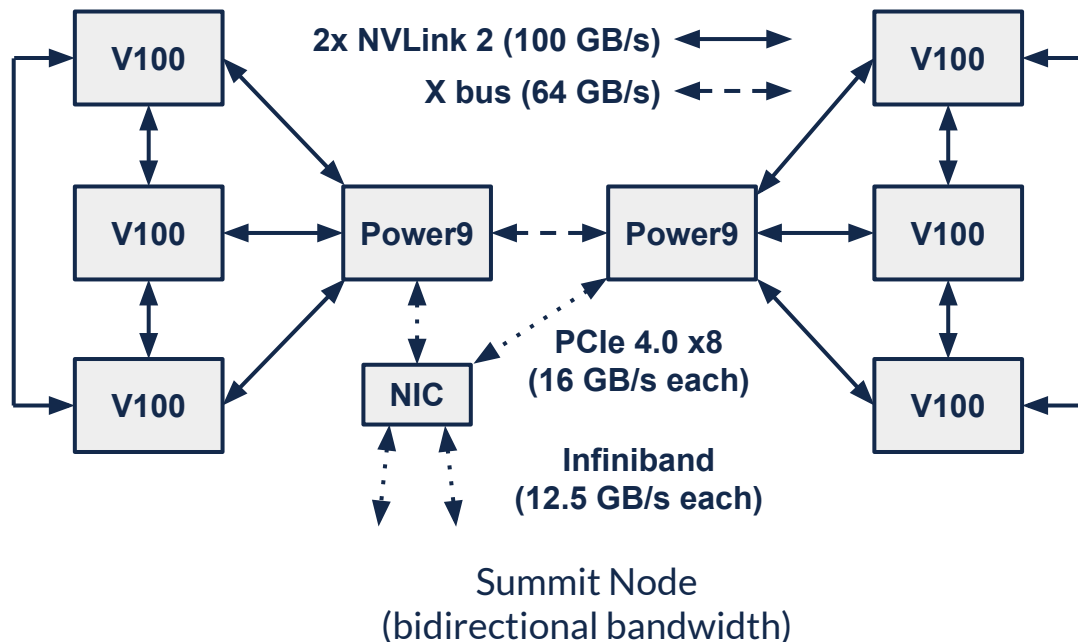 V100
2x NVLink 2 (100 GB/s)
V100
X bus (64 GB/s)
V100
Power9
Power9
V100
PCIe 4.0 x8
(16 GB/s each)
V100
NIC
V100
Infiniband
(12.5 GB/s each)
Summit Node
(bidirectional bandwidth)